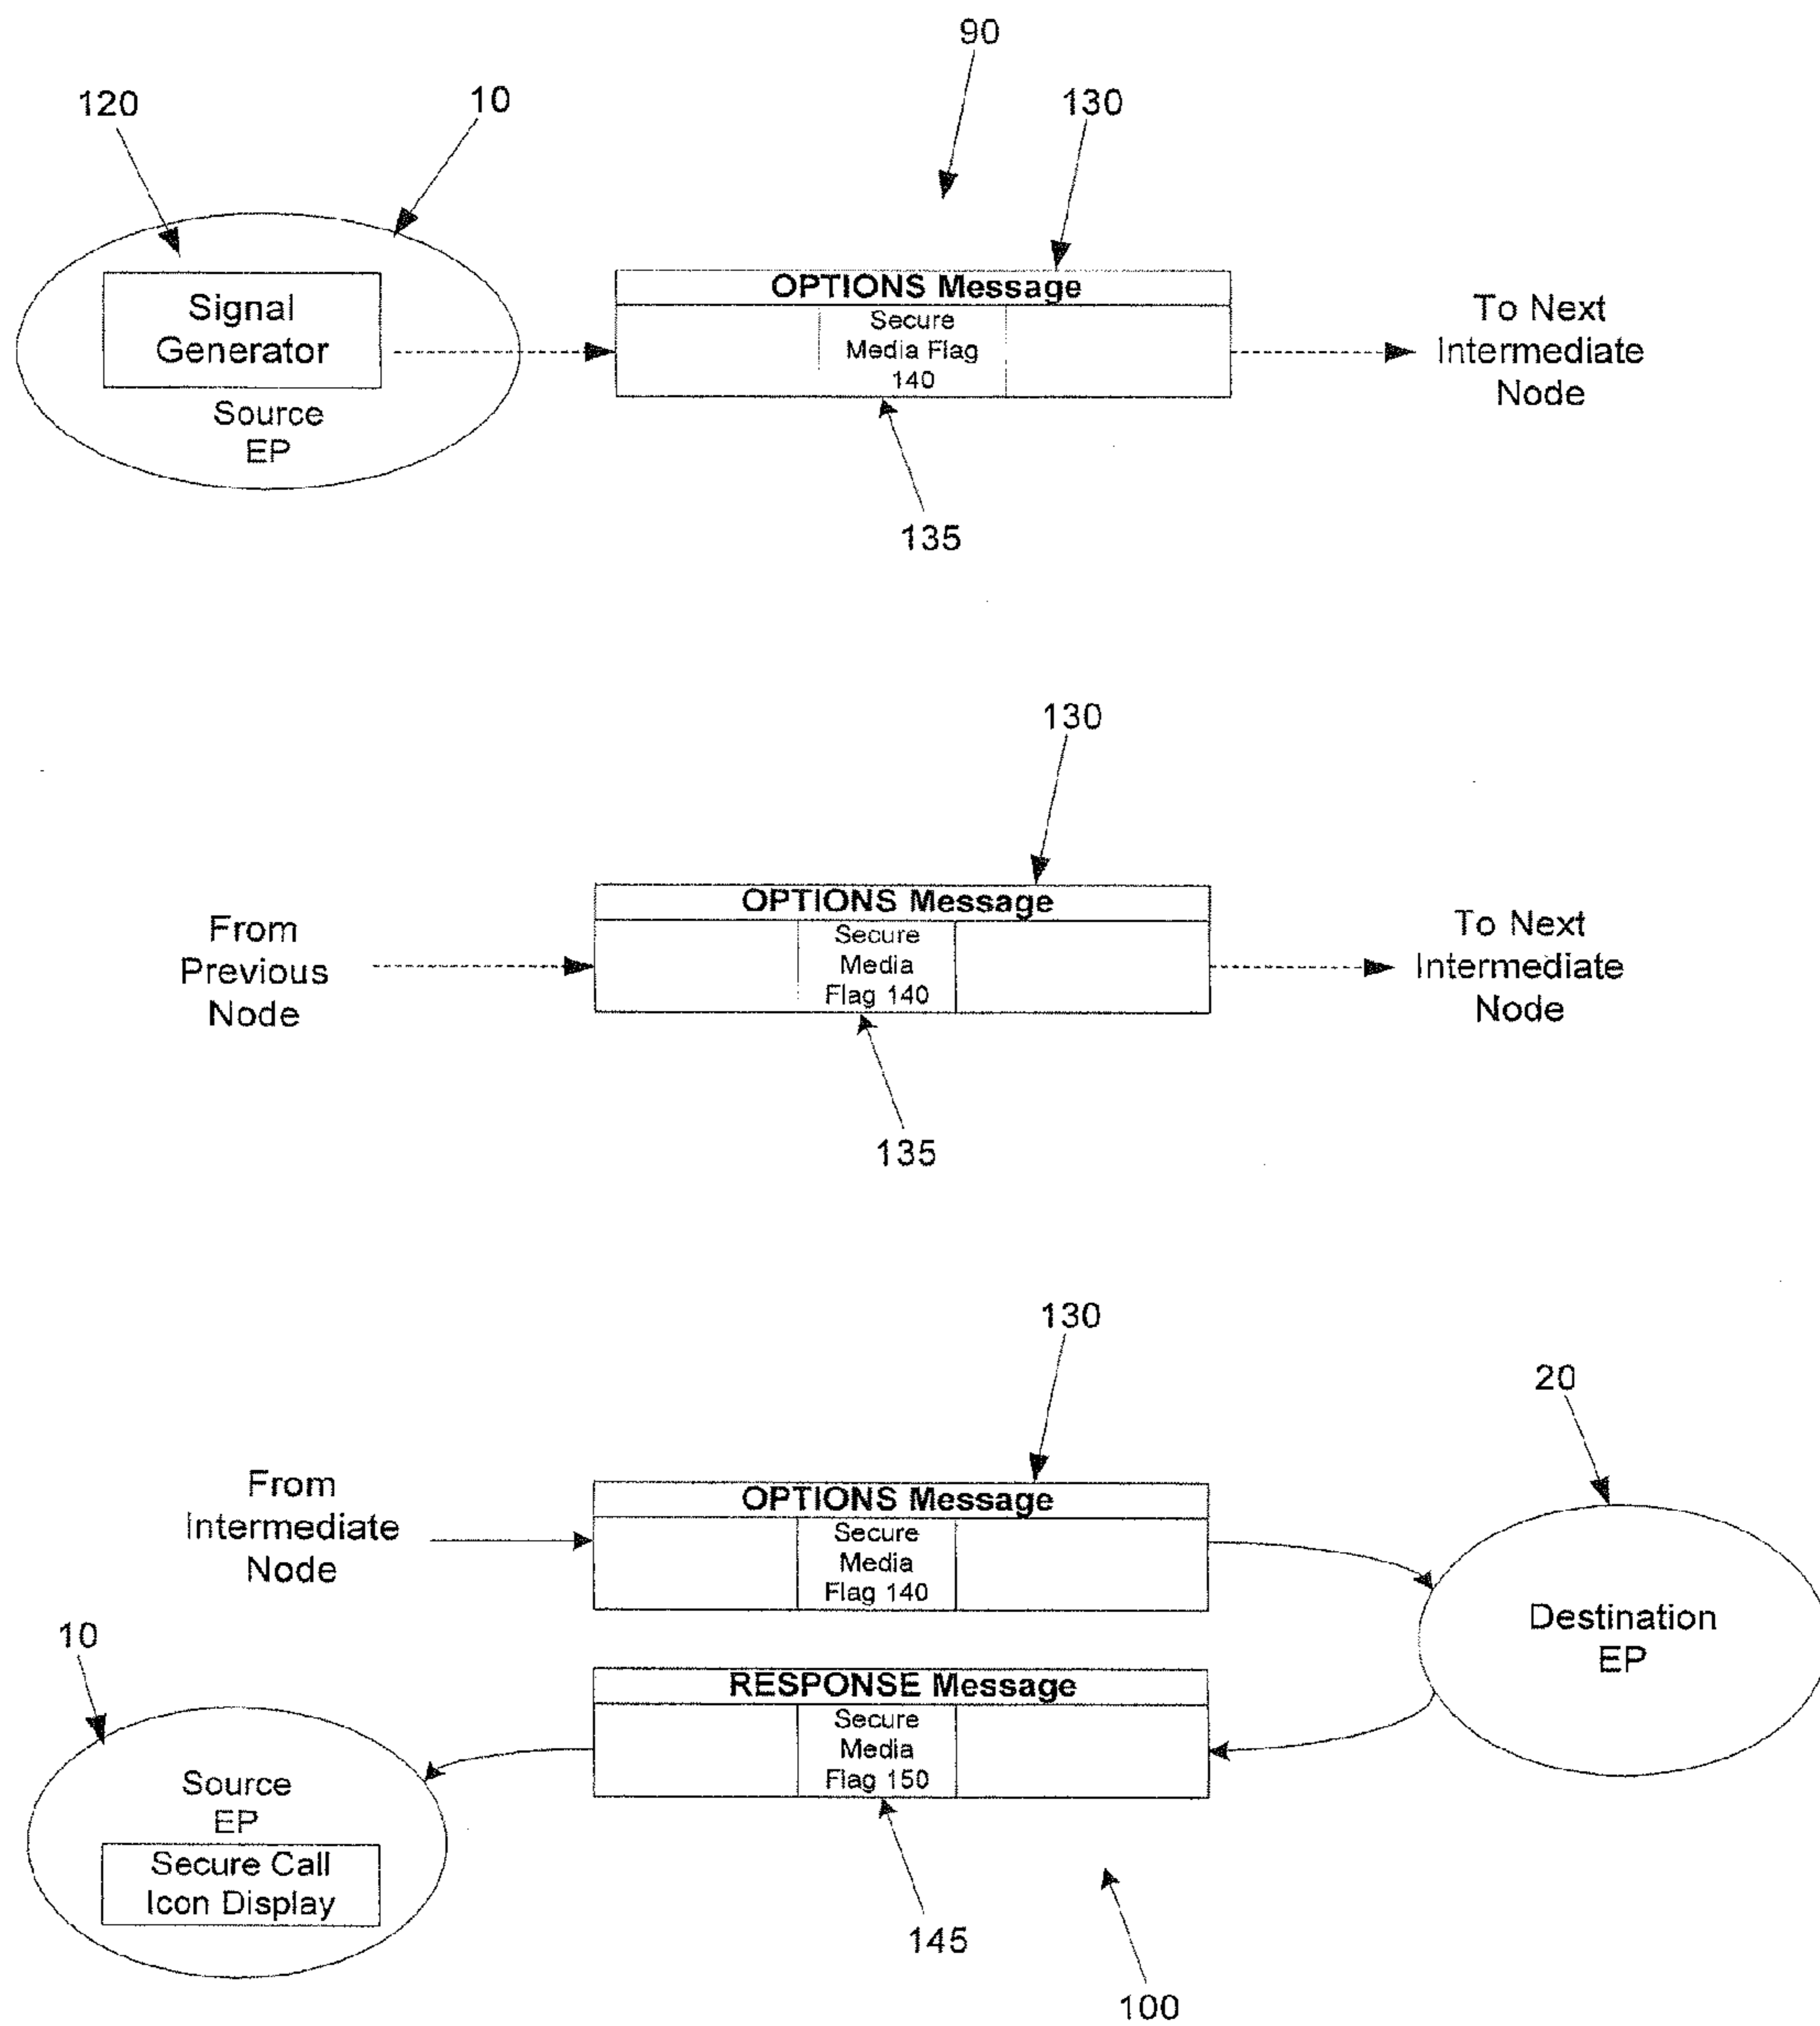 90
120
10
130
OPTIONS Message
Signal
Generator
Source
EP
Secure
Media Flag
140
To Next
Intermediate
Node
135
130
OPTIONS Message
From
Previous
Node
Secure
Media
Flag 140
To Next
Intermediate
Node
135
130
20
From
Intermediate
Node
OPTIONS Message
Secure
Media
Flag 140
Destination
EP
10
RESPONSE Message
Secure
Media
Flag 150
Source
EP
Secure Call
Icon Display
145
100